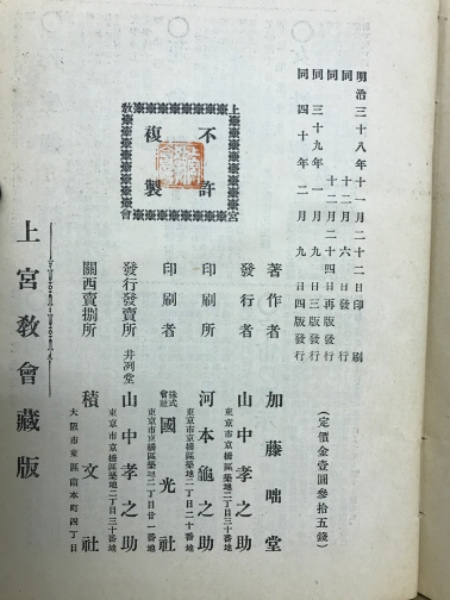 明治三十八年十一月二十二日印刷
同 十二月六日發行
同 十二月二十四日再版發行
同 三十九年一月九日三版發行
同 四十年二月九日四版發行
(定價金壹圓參拾五錢)
上宮敎會
不許
複製
著作者 加藤咄堂
發行者 山中孝之助
東京市京橋區築地二丁目三十番地
印刷者 河本龜之助
東京市京橋區築地二丁目二十番地
印刷所 株式會社 國光社
東京市京橋區築地二丁目廿一番地
發行發賣所 井冽堂 山中孝之助
東京市京橋區築地二丁目三十番地
關西賣捌所 積文社
大阪市東區南本町四丁目
上宮敎會藏版